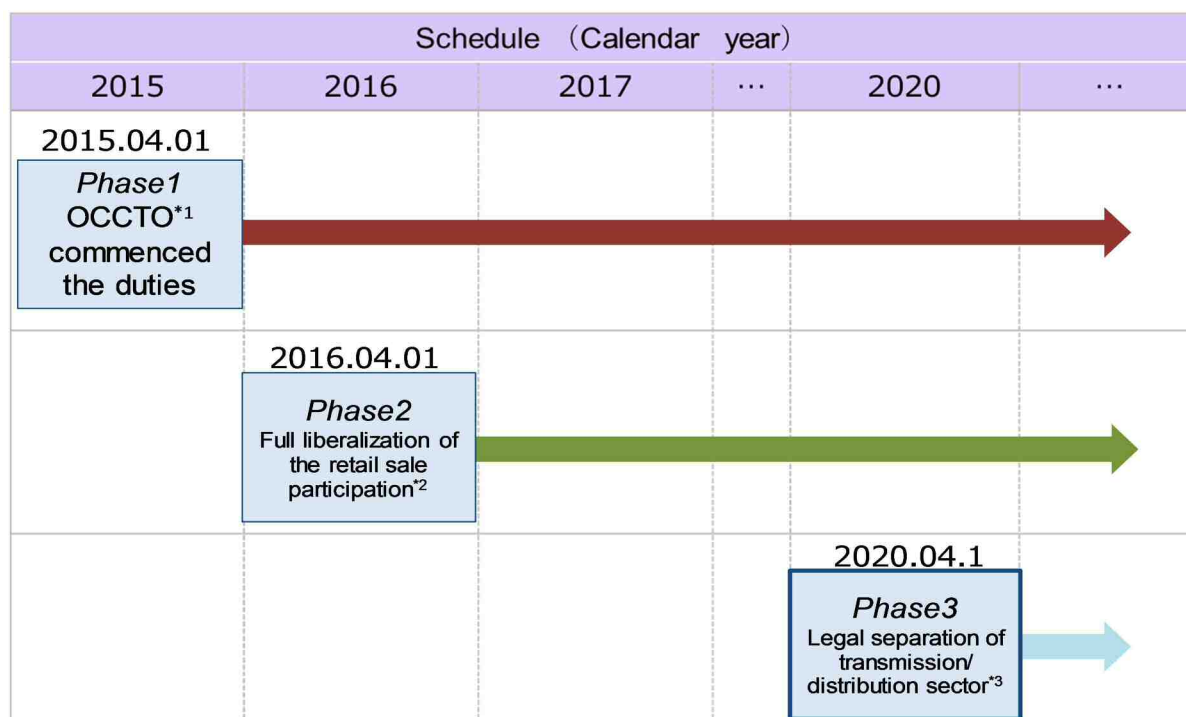 Schedule （Calendar year）
2015 2016 2017 … 2020 …
2015.04.01
Phase1
OCCTO*1
commenced
the duties
2016.04.01
Phase2
Full liberalization of
the retail sale
participation*2
2020.04.1
Phase3
Legal separation of
transmission/
distribution sector*3